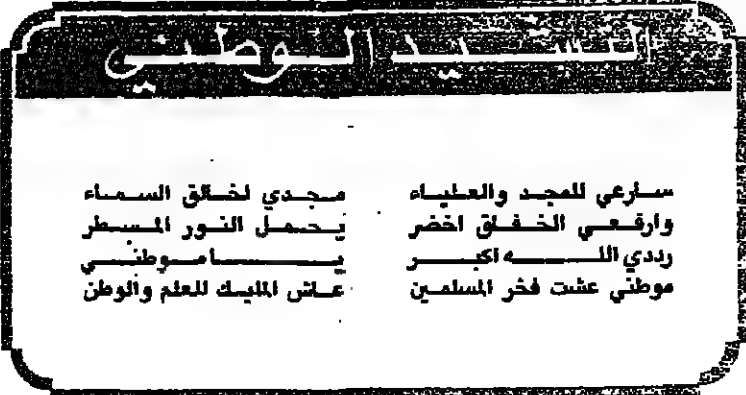 النشيد الوطني
سارعي للمجد والعلياء مجدي لخالق السماء
وارفعي الخفاق اخضر يحمل النور المسطر
رددي الله اكبر يا موطني
موطني عشت فخر المسلمين عاش المليك للعلم والوطن